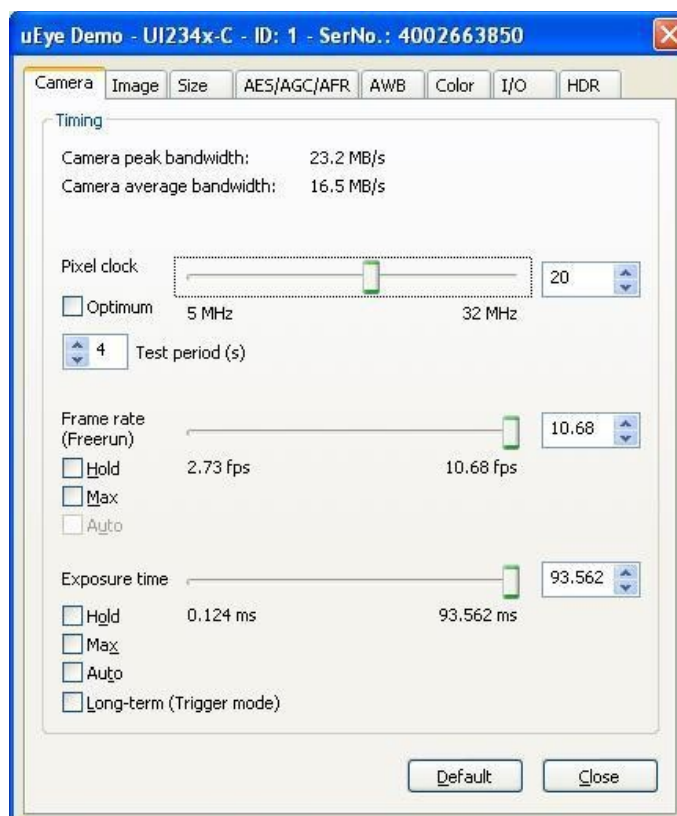 uEye Demo - UI234x-C - ID: 1 - SerNo.: 4002663850
Camera Image Size AES/AGC/AFR AWB Color I/O HDR
Timing
Camera peak bandwidth: 23.2 MB/s
Camera average bandwidth: 16.5 MB/s
Pixel clock 20
Optimum 5 MHz 32 MHz
4 Test period (s)
Frame rate
(Freerun) 10.68
Hold 2.73 fps 10.68 fps
Max
Auto
Exposure time 93.562
Hold 0.124 ms 93.562 ms
Max
Auto
Long-term (Trigger mode)
Default Close